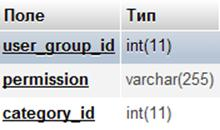 Поле Тип
user_group_id int(11)
permission varchar(255)
category_id int(11)